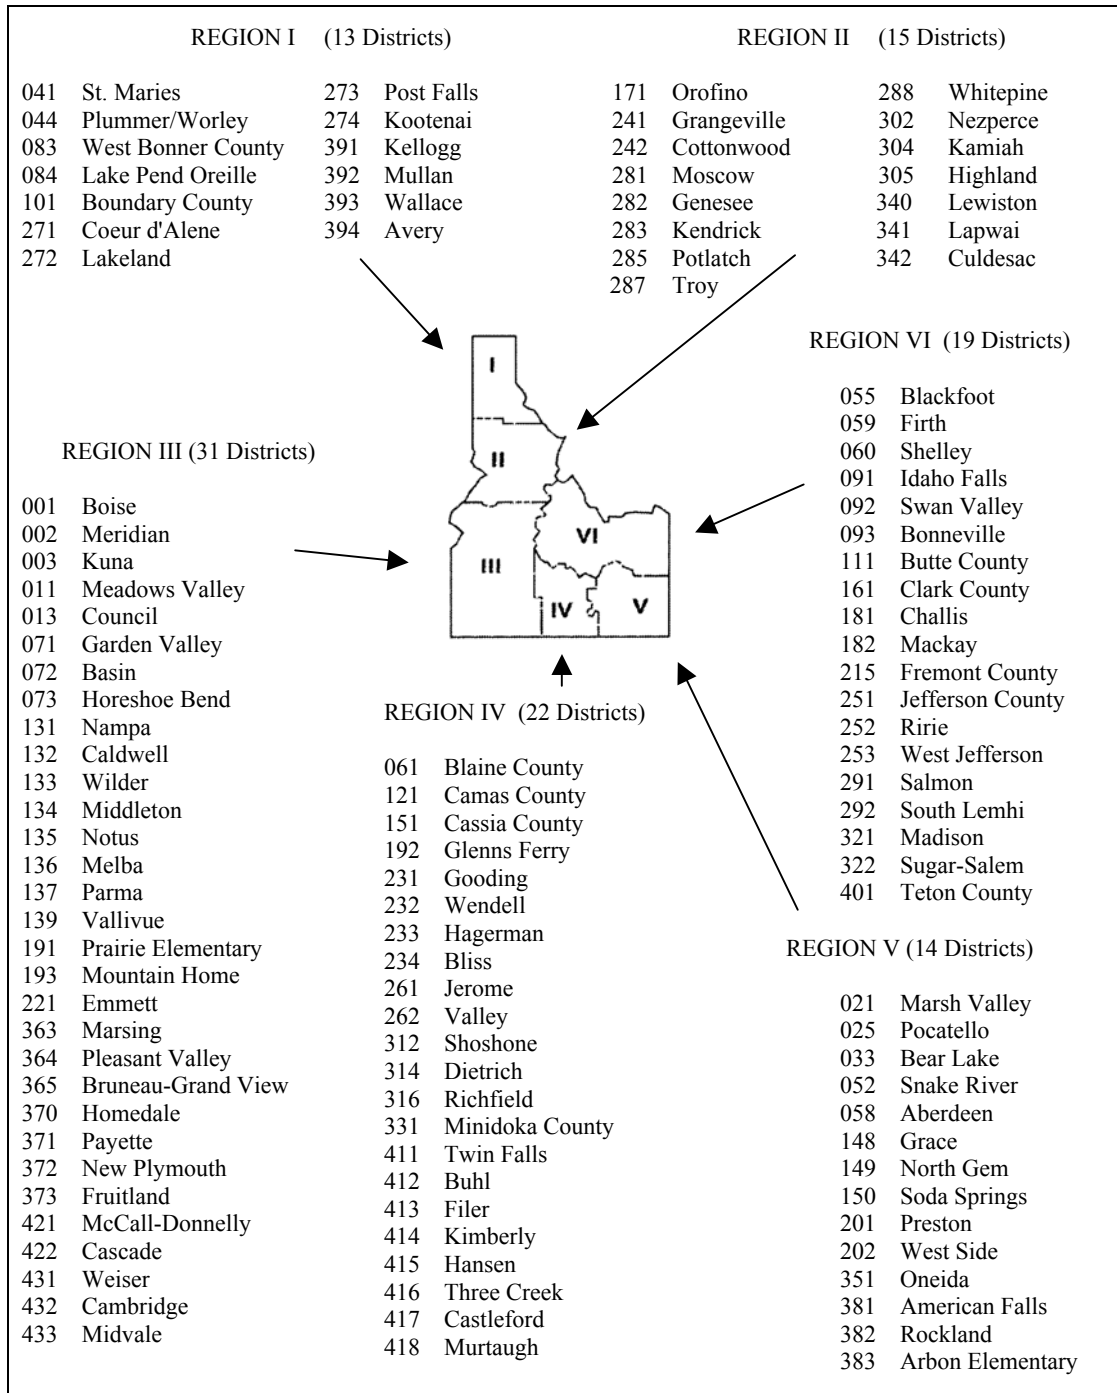 REGION I (13 Districts)
041 St. Maries
044 Plummer/Worley
083 West Bonner County
084 Lake Pend Oreille
101 Boundary County
271 Coeur d'Alene
272 Lakeland
273 Post Falls
274 Kootenai
391 Kellogg
392 Mullan
393 Wallace
394 Avery
REGION II (15 Districts)
171 Orofino
241 Grangeville
242 Cottonwood
281 Moscow
282 Genesee
283 Kendrick
285 Potlatch
287 Troy
288 Whitepine
302 Nezperce
304 Kamiah
305 Highland
340 Lewiston
341 Lapwai
342 Culdesac
I
II
III
IV
V
VI
REGION VI (19 Districts)
055 Blackfoot
059 Firth
060 Shelley
091 Idaho Falls
092 Swan Valley
093 Bonneville
111 Butte County
161 Clark County
181 Challis
182 Mackay
215 Fremont County
251 Jefferson County
252 Ririe
253 West Jefferson
291 Salmon
292 South Lemhi
321 Madison
322 Sugar-Salem
401 Teton County
REGION III (31 Districts)
001 Boise
002 Meridian
003 Kuna
011 Meadows Valley
013 Council
071 Garden Valley
072 Basin
073 Horeshoe Bend
131 Nampa
132 Caldwell
133 Wilder
134 Middleton
135 Notus
136 Melba
137 Parma
139 Vallivue
191 Prairie Elementary
193 Mountain Home
221 Emmett
363 Marsing
364 Pleasant Valley
365 Bruneau-Grand View
370 Homedale
371 Payette
372 New Plymouth
373 Fruitland
421 McCall-Donnelly
422 Cascade
431 Weiser
432 Cambridge
433 Midvale
REGION IV (22 Districts)
061 Blaine County
121 Camas County
151 Cassia County
192 Glenns Ferry
231 Gooding
232 Wendell
233 Hagerman
234 Bliss
261 Jerome
262 Valley
312 Shoshone
314 Dietrich
316 Richfield
331 Minidoka County
411 Twin Falls
412 Buhl
413 Filer
414 Kimberly
415 Hansen
416 Three Creek
417 Castleford
418 Murtaugh
REGION V (14 Districts)
021 Marsh Valley
025 Pocatello
033 Bear Lake
052 Snake River
058 Aberdeen
148 Grace
149 North Gem
150 Soda Springs
201 Preston
202 West Side
351 Oneida
381 American Falls
382 Rockland
383 Arbon Elementary